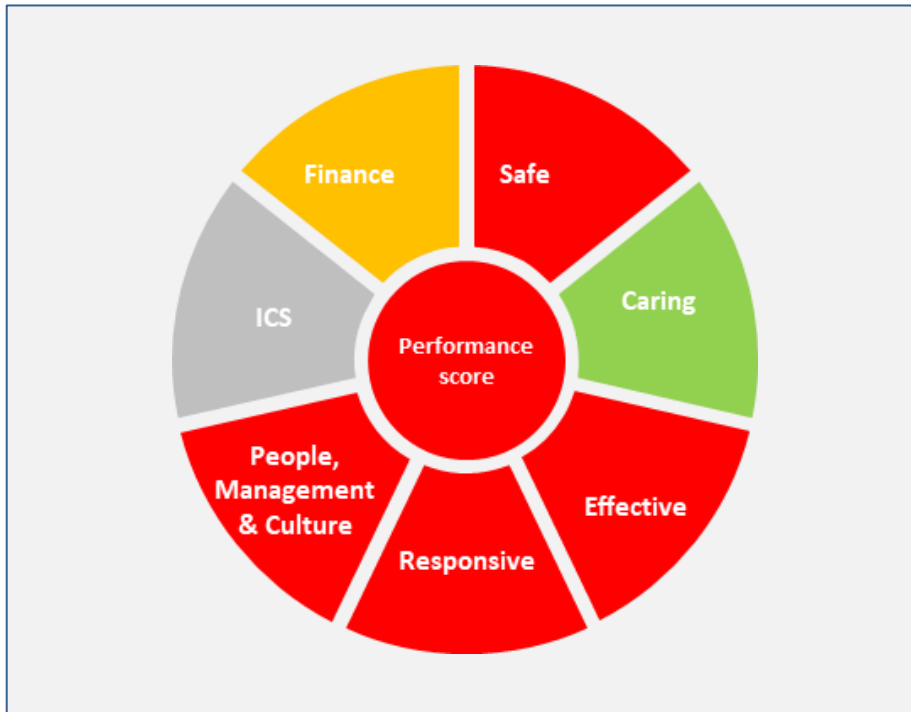 Finance
Safe
Caring
ICS
Performance
score
People,
Management
& Culture
Effective
Responsive